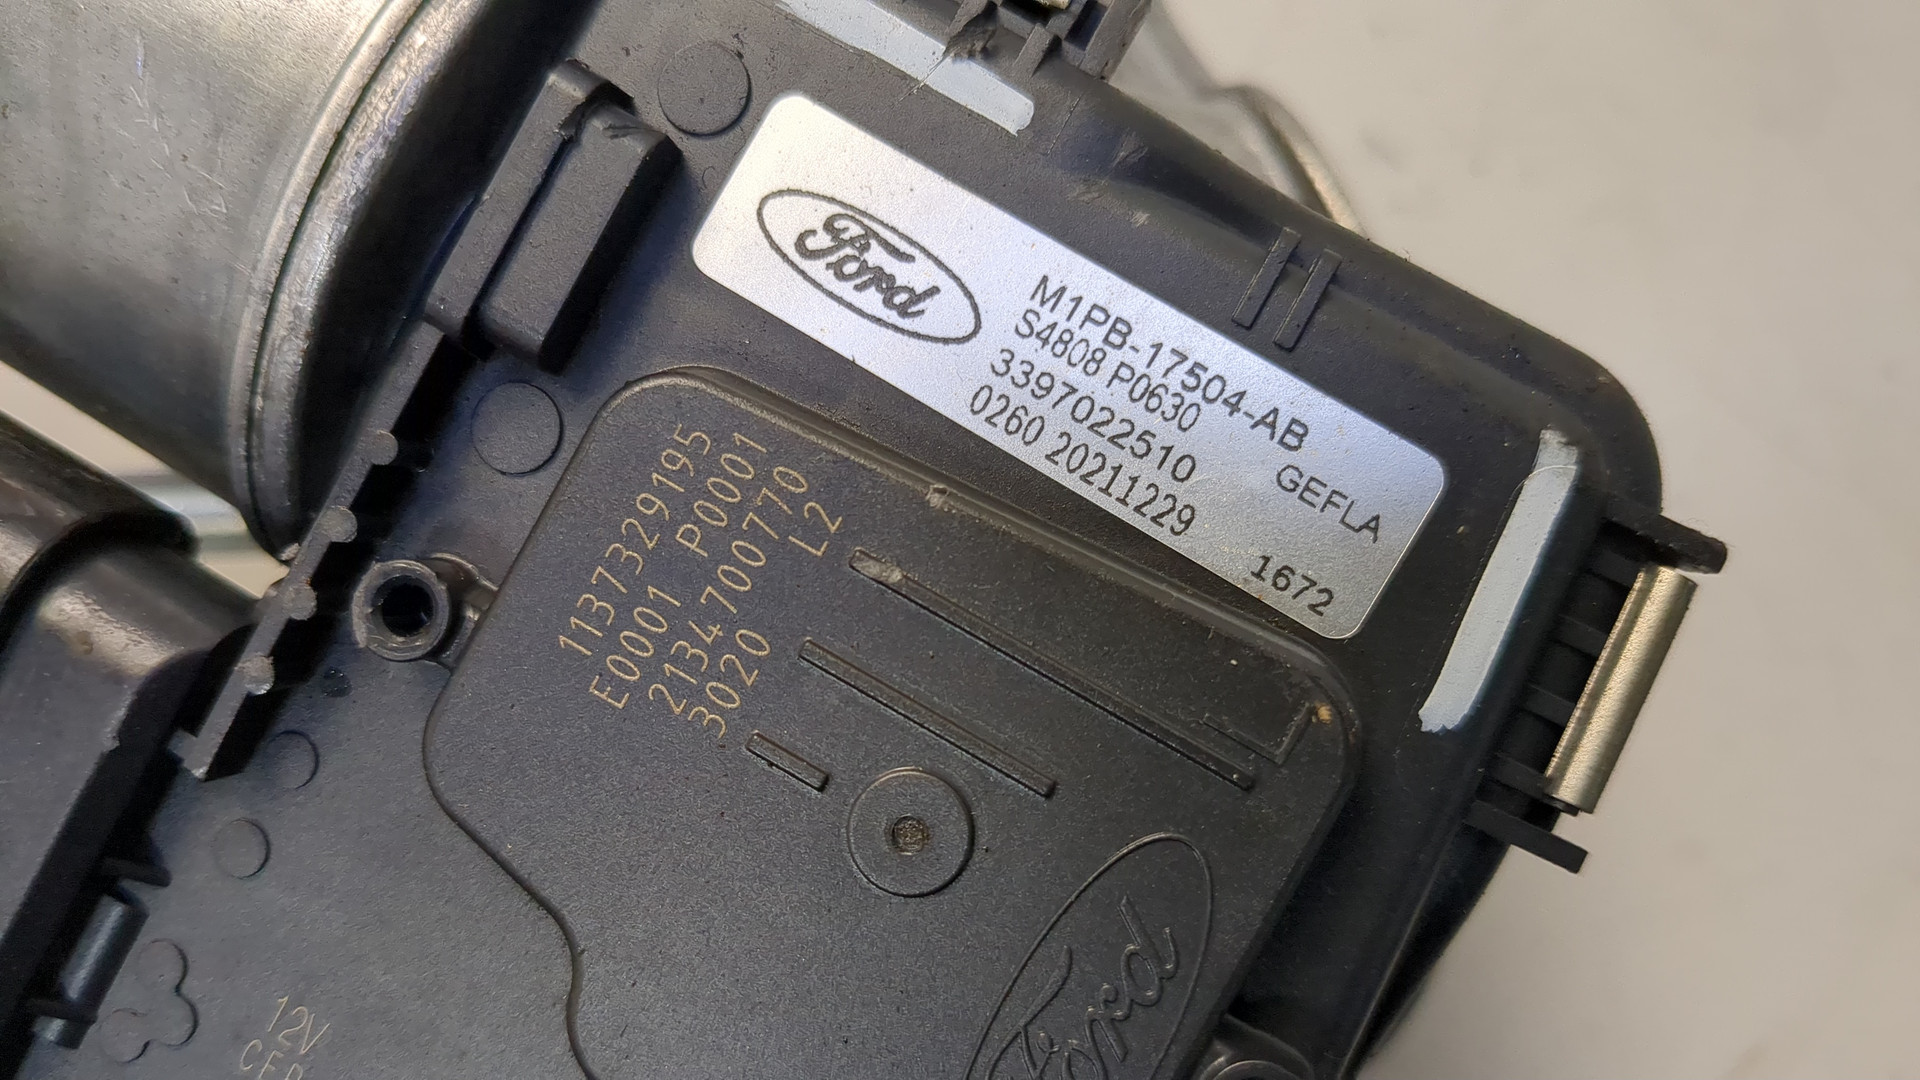 Ford
M1PB-17504-AB
S4808 P0630
3397022510 GEFLA
0260 20211229 1672
1137329195
E0001 P0001
2134700770
3020 L2
Ford
12V